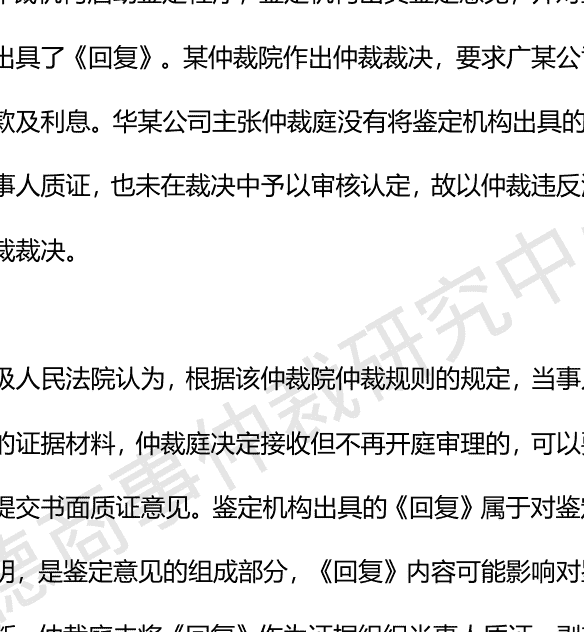 出具了《回复》。某仲裁院作出仲裁裁决，要求广某公
款及利息。华某公司主张仲裁庭没有将鉴定机构出具的
事人质证，也未在裁决中予以审核认定，故以仲裁违反
裁裁决。
级人民法院认为，根据该仲裁院仲裁规则的规定，当事
的证据材料，仲裁庭决定接收但不再开庭审理的，可以
提交书面质证意见。鉴定机构出具的《回复》属于对鉴
明，是鉴定意见的组成部分，《回复》内容可能影响对
德商事仲裁研究中